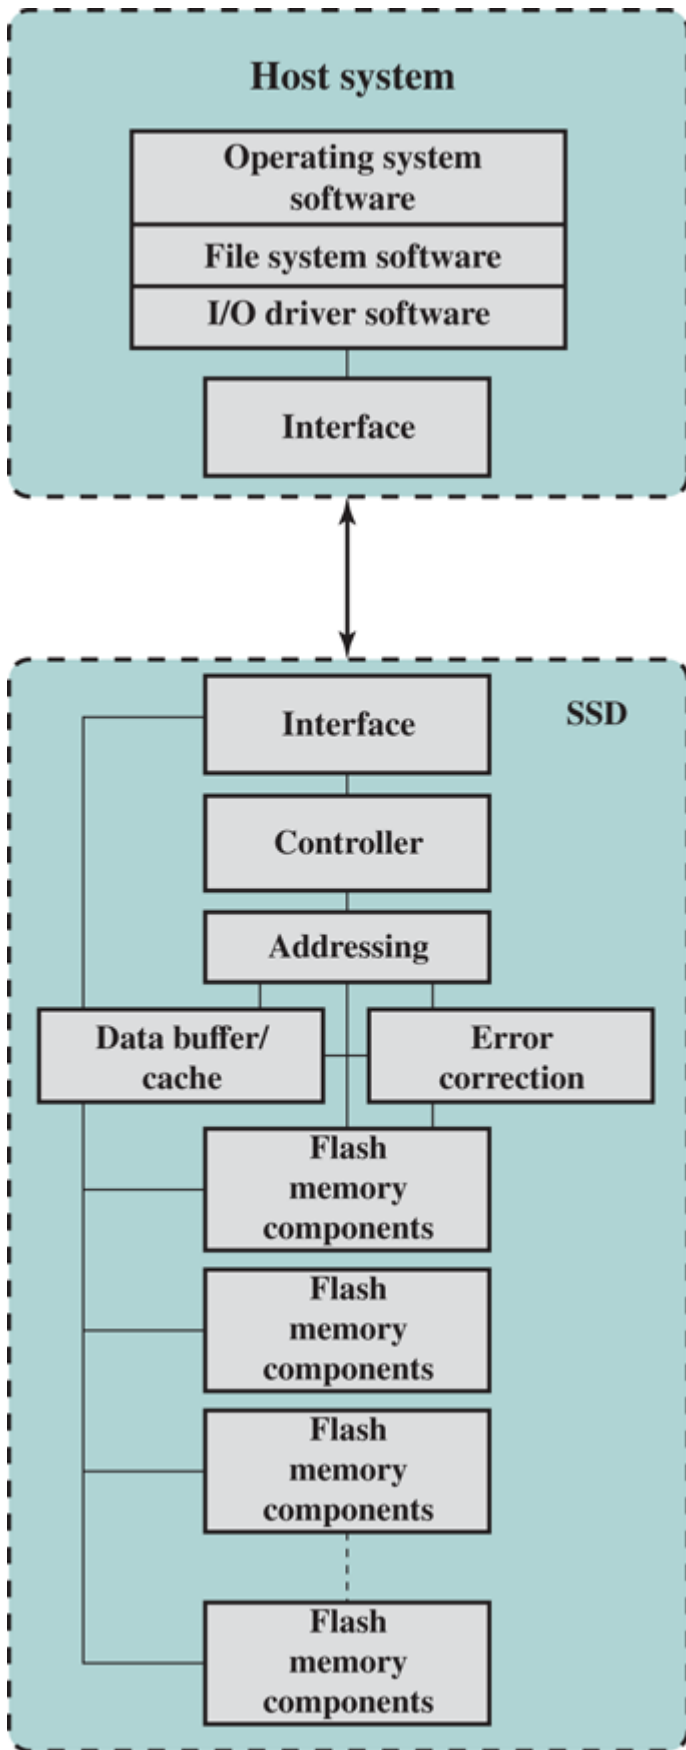 Host system
Operating system
software
File system software
I/O driver software
Interface
Interface
SSD
Controller
Addressing
Data buffer/
cache
Error
correction
Flash
memory
components
Flash
memory
components
Flash
memory
components
Flash
memory
components